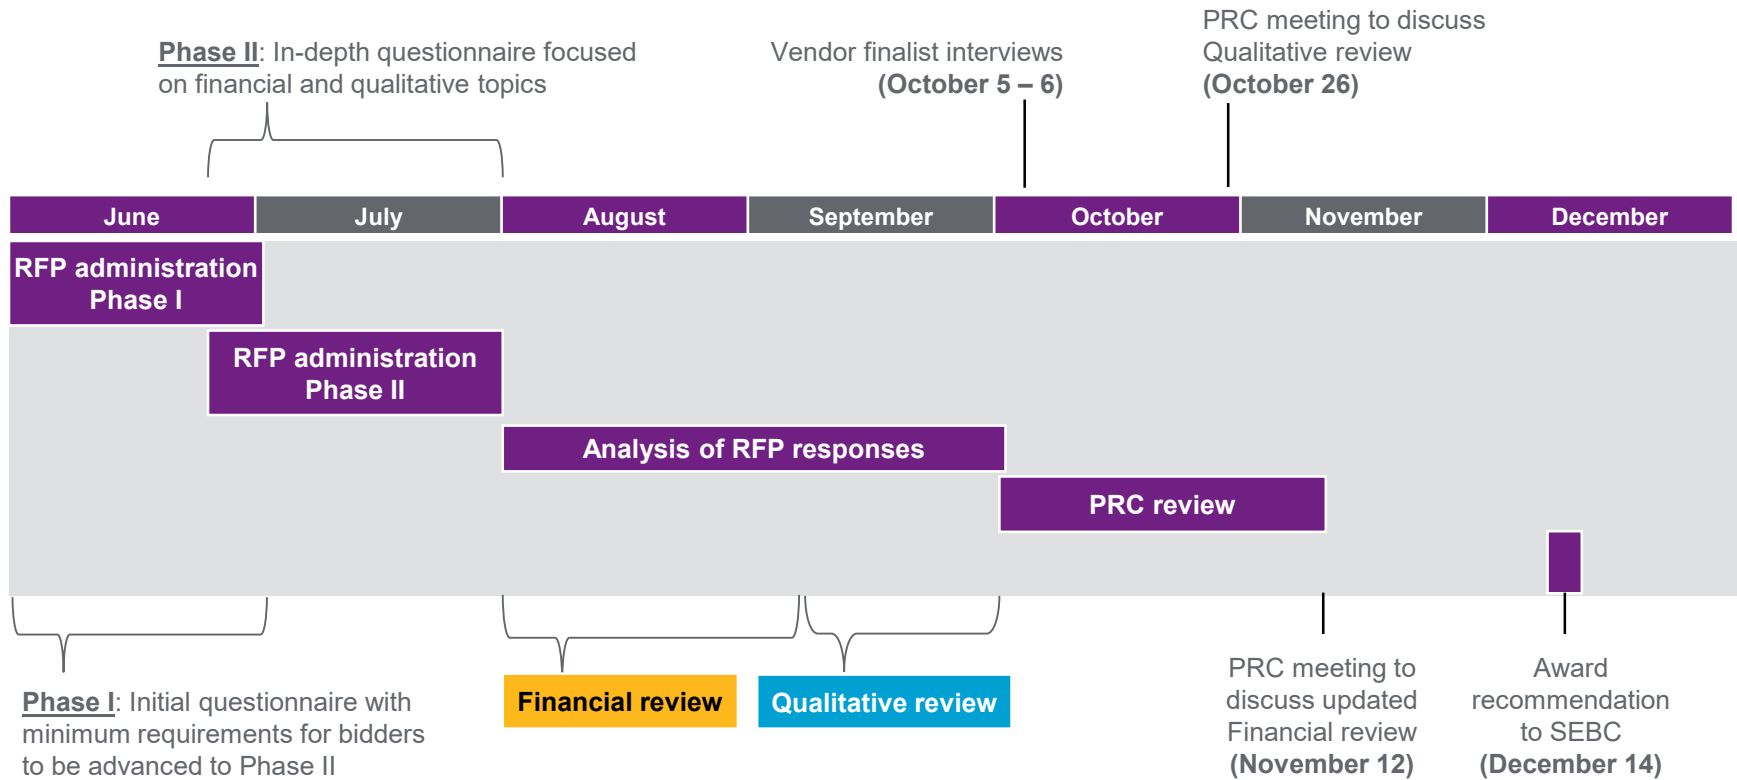 Phase II: In-depth questionnaire focused
on financial and qualitative topics
Vendor finalist interviews
(October 5 – 6)
PRC meeting to discuss
Qualitative review
(October 26)
June
July
August
September
October
November
December
RFP administration
Phase I
RFP administration
Phase II
Analysis of RFP responses
PRC review
Phase I: Initial questionnaire with
minimum requirements for bidders
to be advanced to Phase II
Financial review
Qualitative review
PRC meeting to
discuss updated
Financial review
(November 12)
Award
recommendation
to SEBC
(December 14)